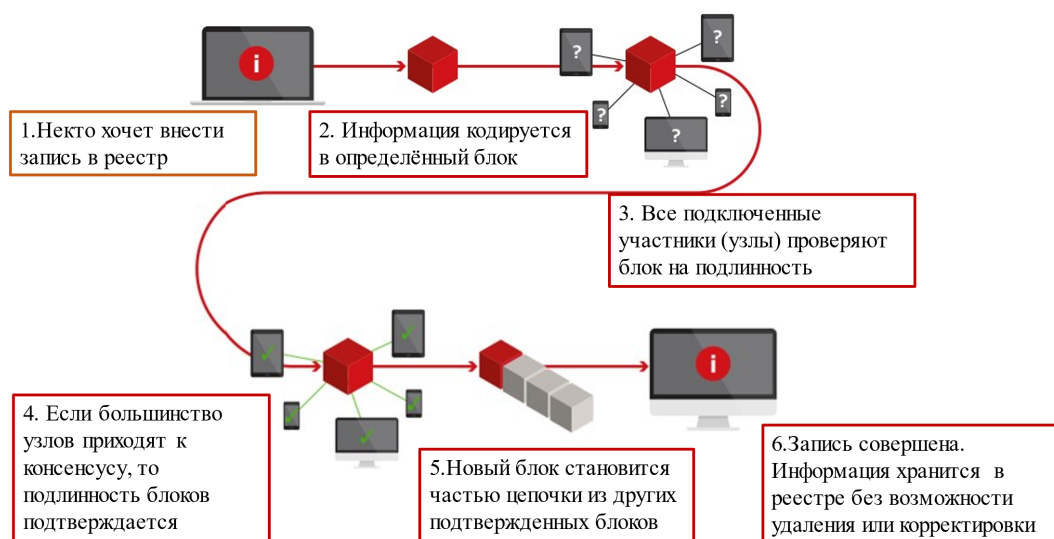 i
?
?
?
?
?
1.Некто хочет внести
запись в реестр
2. Информация кодируется
в определённый блок
3. Все подключенные
участники (узлы) проверяют
блок на подлинность
i
4. Если большинство
узлов приходят к
консенсусу, то
подлинность блоков
подтверждается
5.Новый блок становится
частью цепочки из других
подтвержденных блоков
6.Запись совершена.
Информация хранится в
реестре без возможности
удаления или корректировки